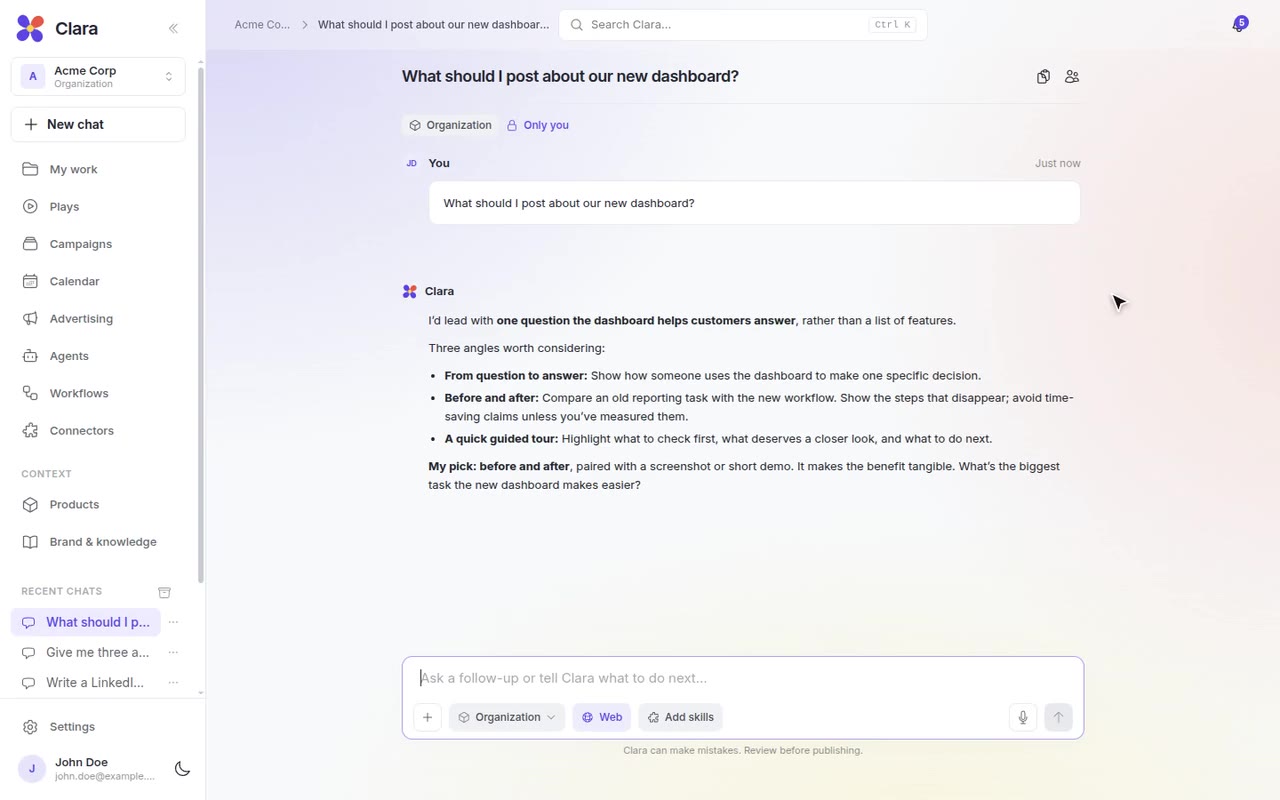 Clara
Acme Co...
What should I post about our new dashboar...
Search Clara...
Ctrl K
5
A
Acme Corp
Organization
New chat
My work
Plays
Campaigns
Calendar
Advertising
Agents
Workflows
Connectors
CONTEXT
Products
Brand & knowledge
RECENT CHATS
What should I p...
Give me three a...
Write a LinkedI...
Settings
J
John Doe
john.doe@example....
What should I post about our new dashboard?
Organization
Only you
JD
You
Just now
What should I post about our new dashboard?
Clara
I’d lead with one question the dashboard helps customers answer, rather than a list of features.
Three angles worth considering:
• From question to answer: Show how someone uses the dashboard to make one specific decision.
• Before and after: Compare an old reporting task with the new workflow. Show the steps that disappear; avoid time-
saving claims unless you’ve measured them.
• A quick guided tour: Highlight what to check first, what deserves a closer look, and what to do next.
My pick: before and after, paired with a screenshot or short demo. It makes the benefit tangible. What’s the biggest
task the new dashboard makes easier?
Ask a follow-up or tell Clara what to do next...
Organization
Web
Add skills
Clara can make mistakes. Review before publishing.